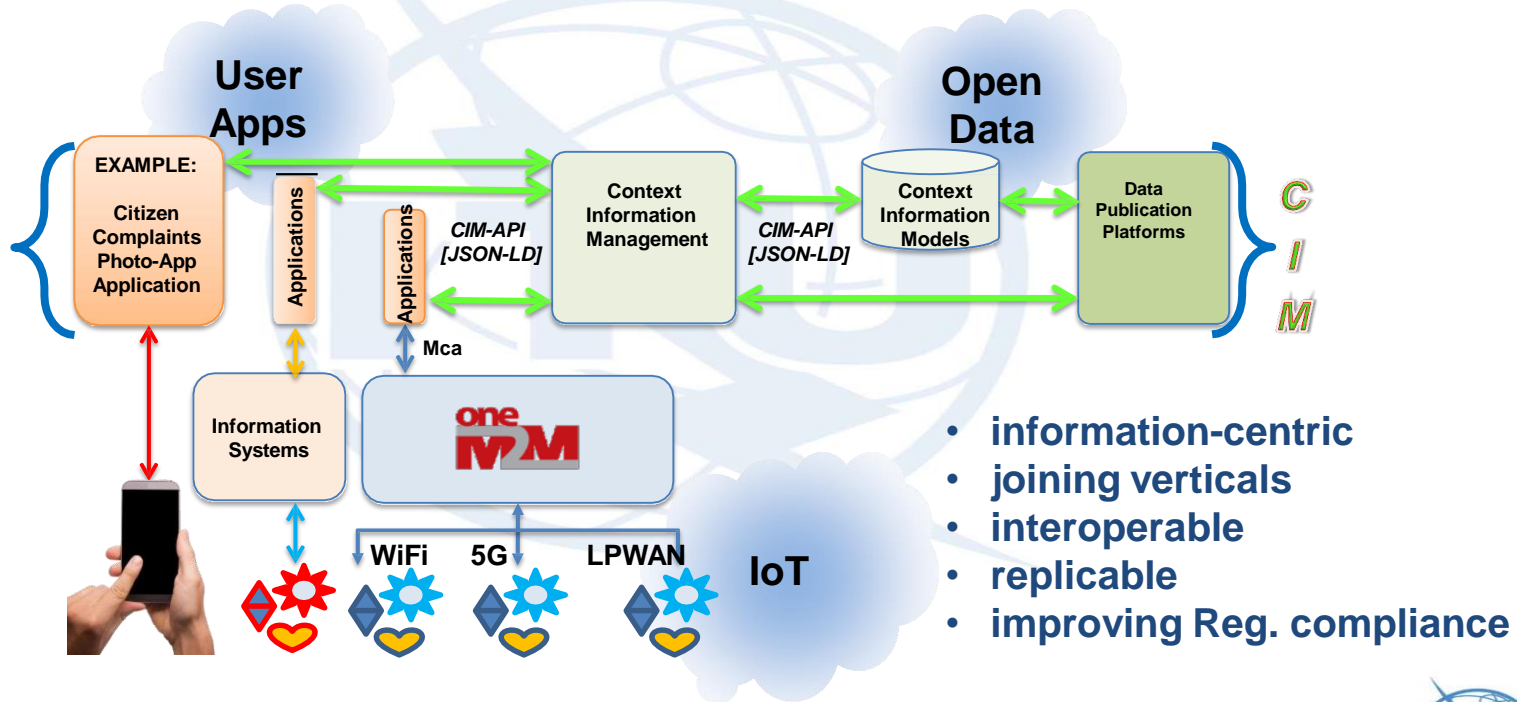 User
Apps
Open
Data
EXAMPLE:
Citizen
Complaints
Photo-App
Application
Applications
Applications
CIM-API
[JSON-LD]
Context
Information
Management
CIM-API
[JSON-LD]
Context
Information
Models
Data
Publication
Platforms
C
I
M
Mca
Information
Systems
one
M2M
WiFi
5G
LPWAN
IoT
• information-centric
• joining verticals
• interoperable
• replicable
• improving Reg. compliance